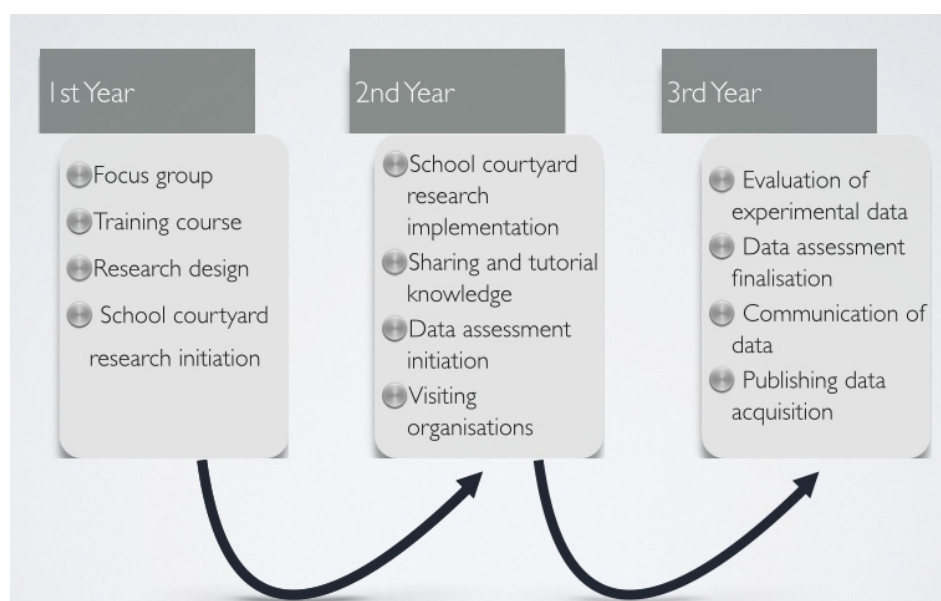 1st Year
Focus group
Training course
Research design
School courtyard
research initiation
2nd Year
School courtyard
research
implementation
Sharing and tutorial
knowledge
Data assessment
initiation
Visiting
organisations
3rd Year
Evaluation of
experimental data
Data assessment
finalisation
Communication of
data
Publishing data
acquisition